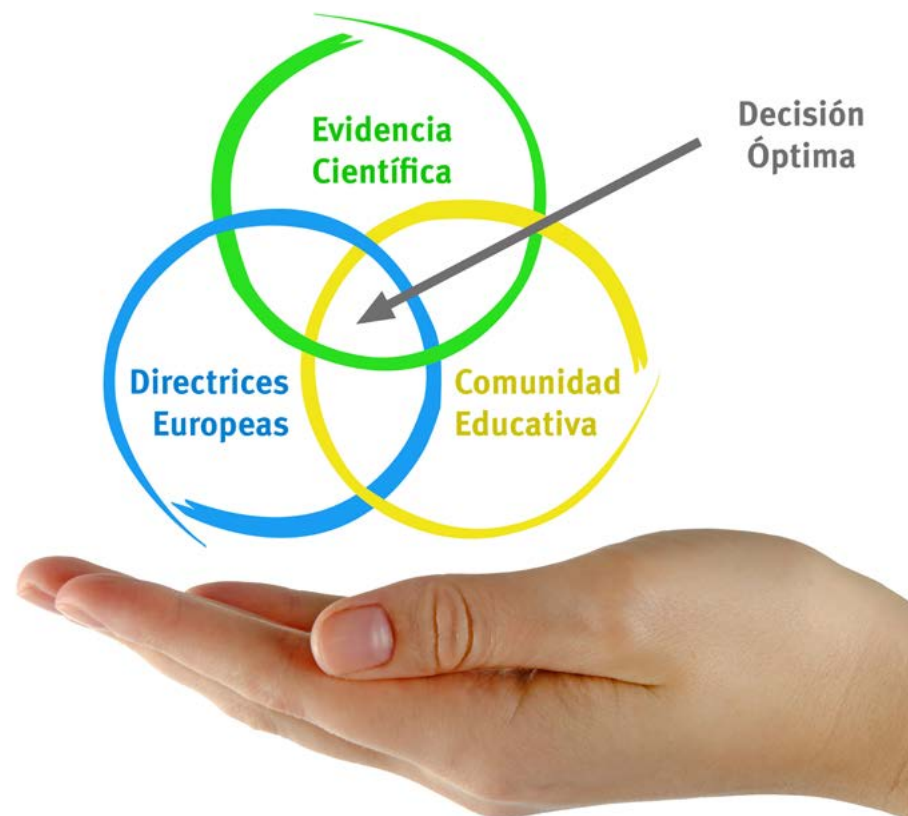 Evidencia
Científica
Decisión
Óptima
Directrices
Europeas
Comunidad
Educativa